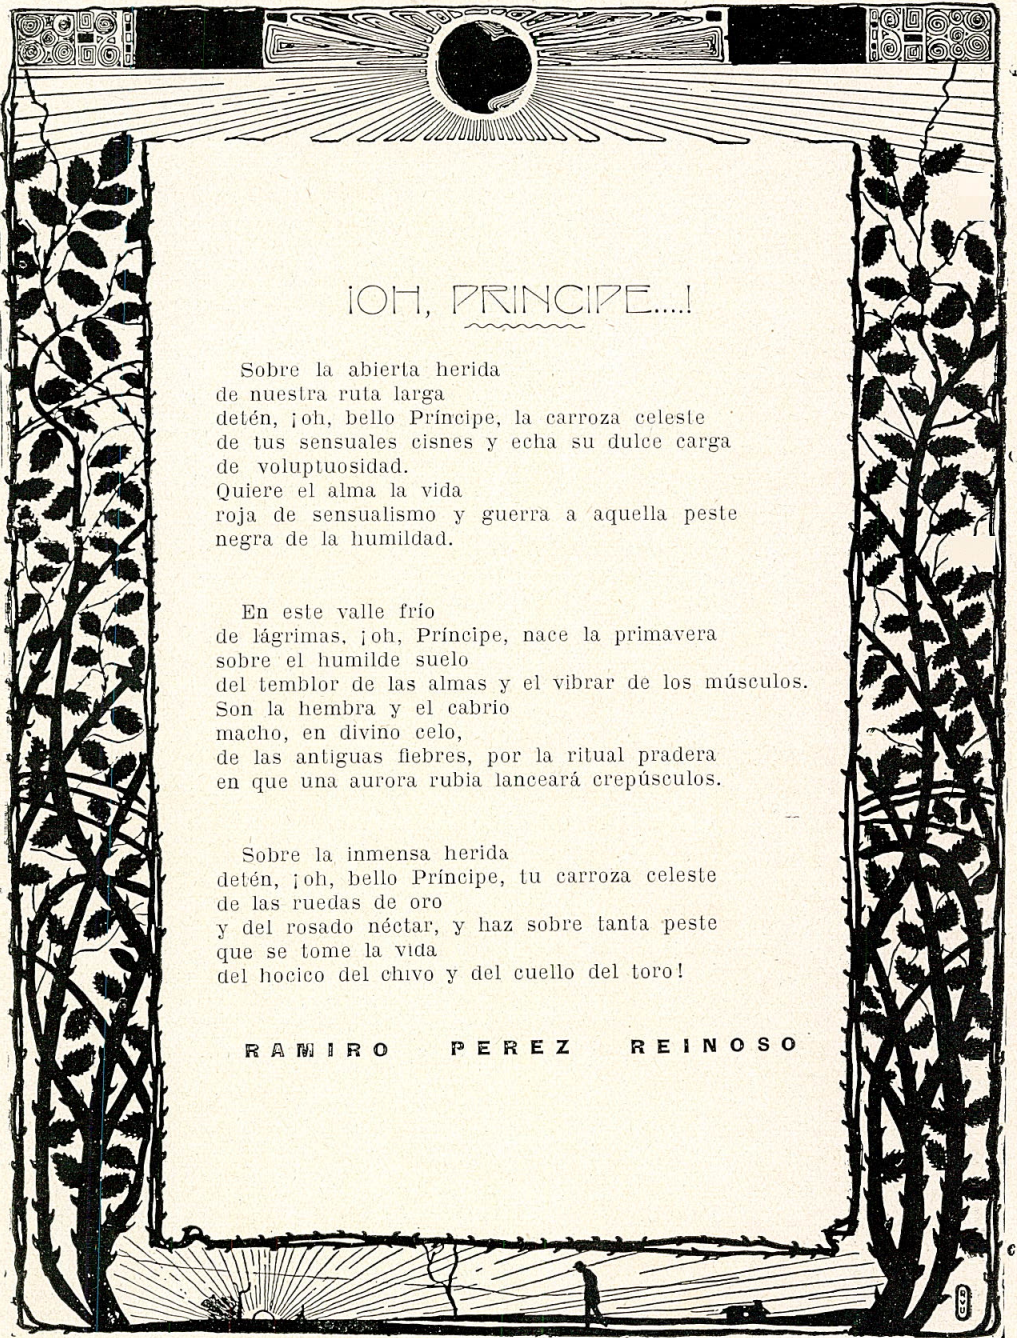 ¡OH, PRINCIPE....!
Sobre la abierta herida
de nuestra ruta larga
detén, ¡oh, bello Príncipe, la carroza celeste
de tus sensuales cisnes y echa su dulce carga
de voluptuosidad.
Quiere el alma la vida
roja de sensualismo y guerra a aquella peste
negra de la humildad.
En este valle frío
de lágrimas, ¡oh, Príncipe, nace la primavera
sobre el humilde suelo
del temblor de las almas y el vibrar de los músculos.
Son la hembra y el cabrio
macho, en divino celo,
de las antiguas fiebres, por la ritual pradera
en que una aurora rubia lanceará crepúsculos.
Sobre la inmensa herida
detén, ¡oh, bello Príncipe, tu carroza celeste
de las ruedas de oro
y del rosado néctar, y haz sobre tanta peste
que se tome la vida
del hocico del chivo y del cuello del toro!
RAMIRO PEREZ REINOSO